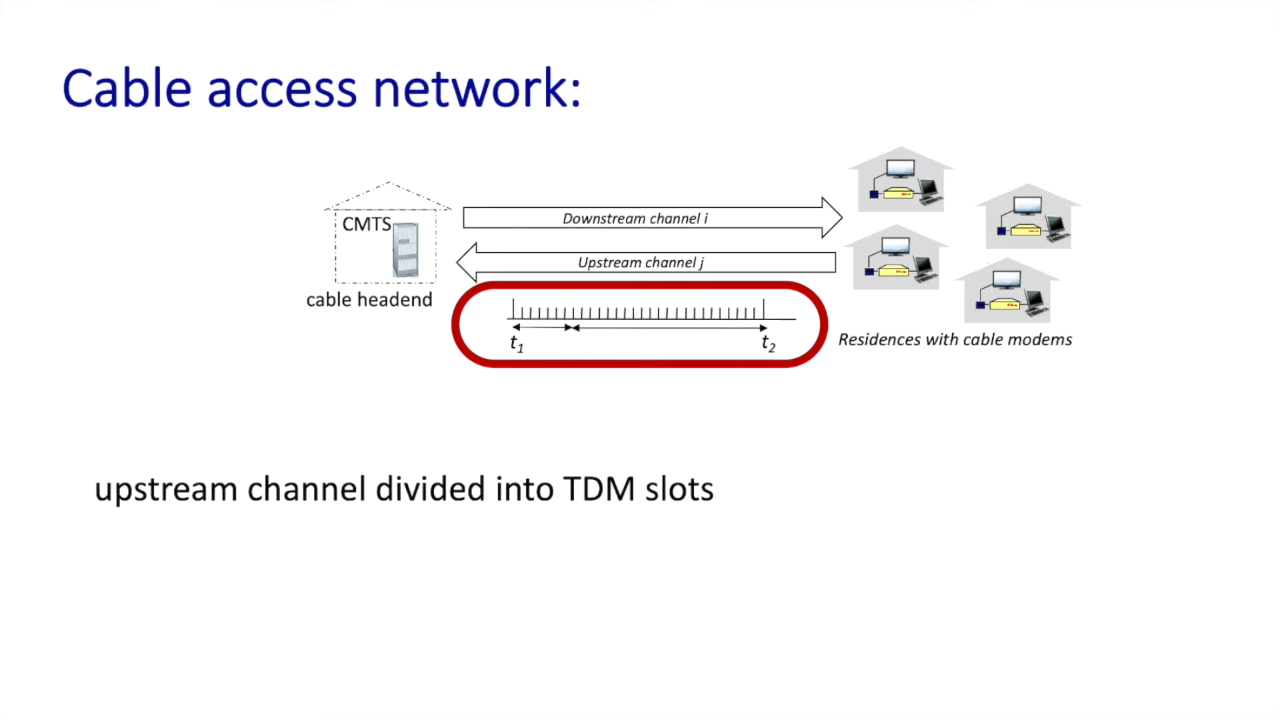 Cable access network:
CMTS
cable headend
Downstream channel i
Upstream channel j
t1
t2
Residences with cable modems
upstream channel divided into TDM slots